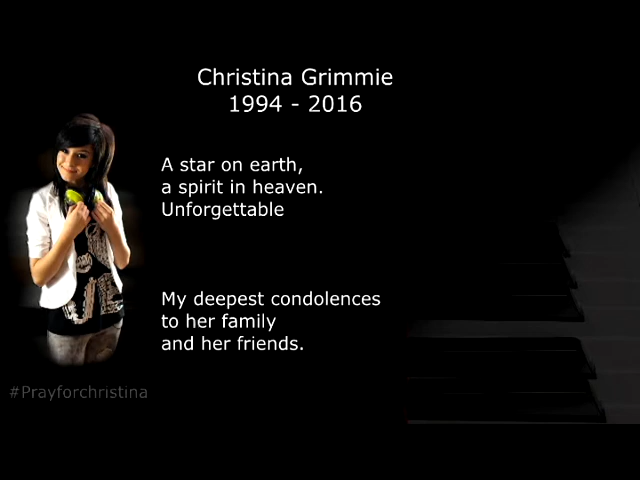 Christina Grimmie
1994 - 2016
A star on earth,
a spirit in heaven.
Unforgettable
My deepest condolences
to her family
and her friends.
#Prayforchristina